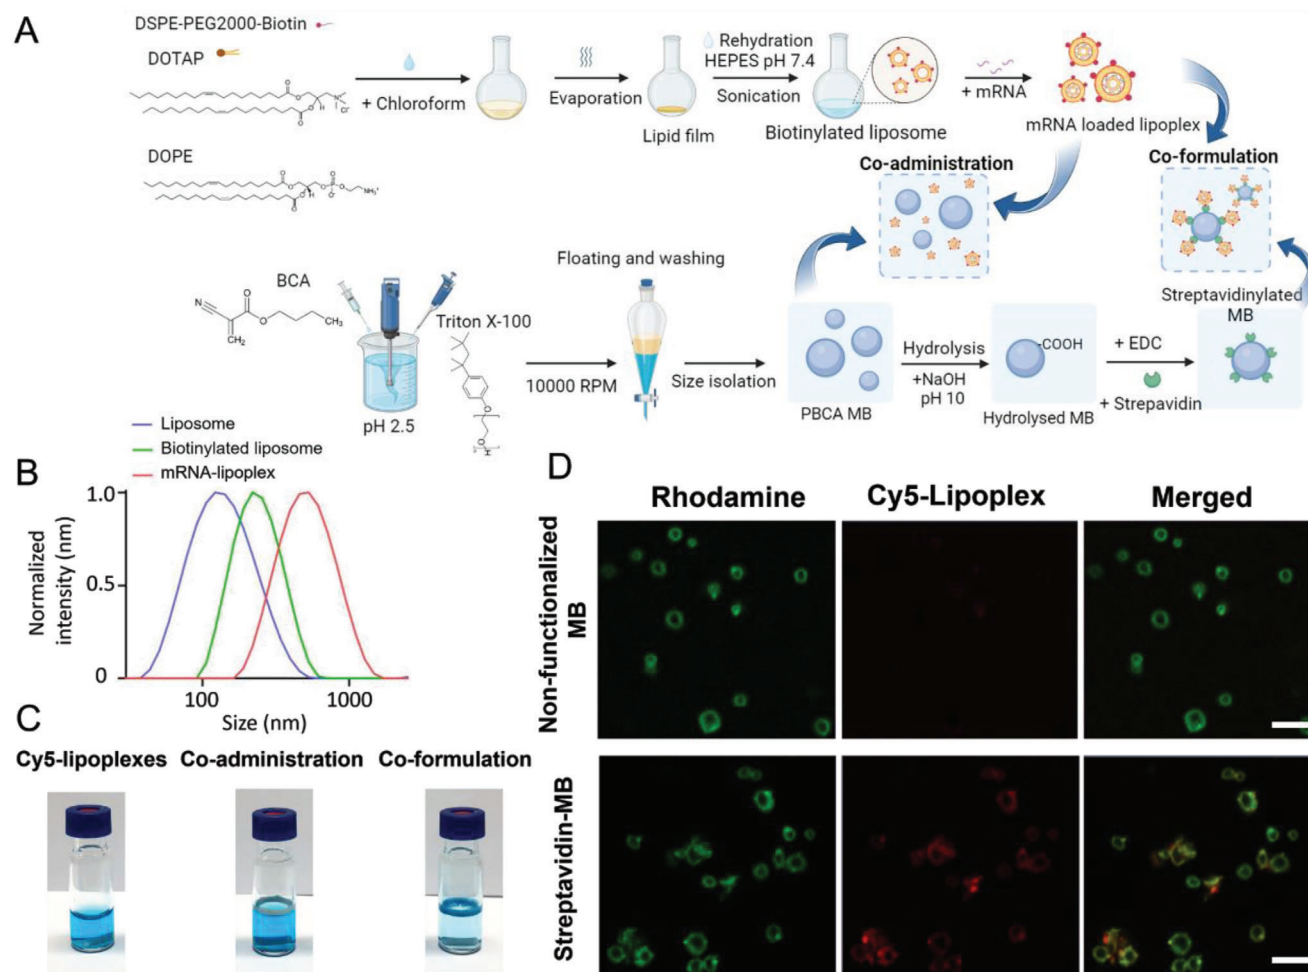 A
DSPE-PEG2000-Biotin
DOTAP
+ Chloroform
Evaporation
Lipid film
Rehydration
HEPES pH 7.4
Sonication
Biotinylated liposome
+ mRNA
mRNA loaded lipoplex
DOPE
Co-administration
Co-formulation
BCA
N
O
O
CH₂
CH₃
pH 2.5
Triton X-100
10000 RPM
Floating and washing
Size isolation
PBCA MB
Hydrolysis
+NaOH
pH 10
-COOH
Hydrolysed MB
+ EDC
+ Strepavidin
Streptavidinylated
MB
B
Liposome
Biotinylated liposome
mRNA-lipoplex
Normalized
intensity (nm)
1.0
0.5
0
100
1000
Size (nm)
C
Cy5-lipoplexes
Co-administration
Co-formulation
D
Rhodamine
Cy5-Lipoplex
Merged
Non-functionalized
MB
Streptavidin-MB